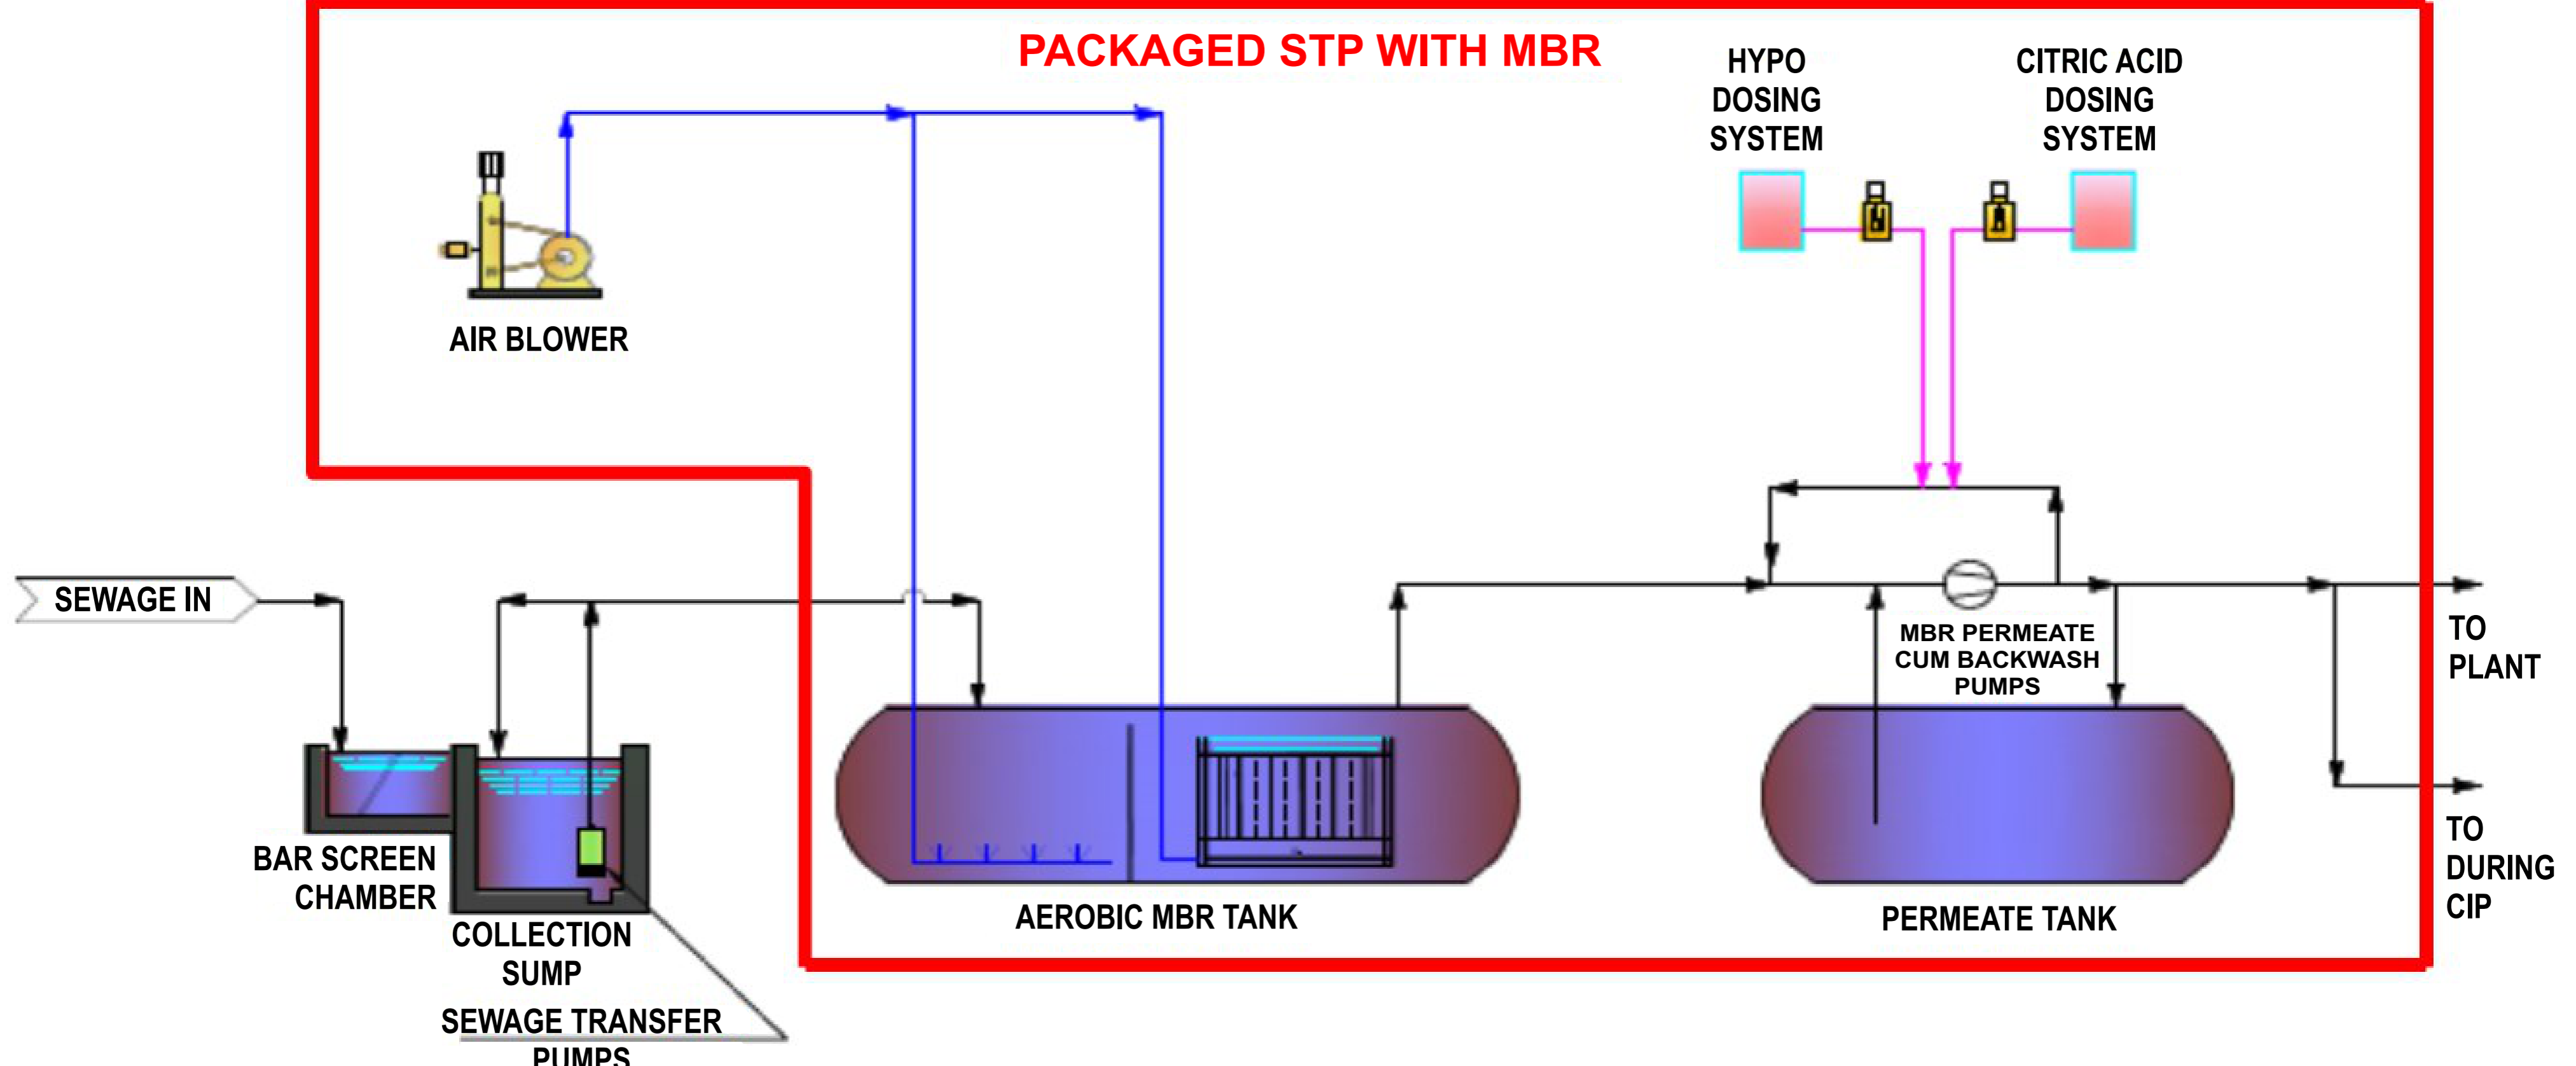 PACKAGED STP WITH MBR
HYPO
DOSING
SYSTEM
CITRIC ACID
DOSING
SYSTEM
AIR BLOWER
SEWAGE IN
MBR PERMEATE
CUM BACKWASH
PUMPS
TO
PLANT
BAR SCREEN
CHAMBER
COLLECTION
SUMP
SEWAGE TRANSFER
PUMPS
AEROBIC MBR TANK
PERMEATE TANK
TO
DURING
CIP